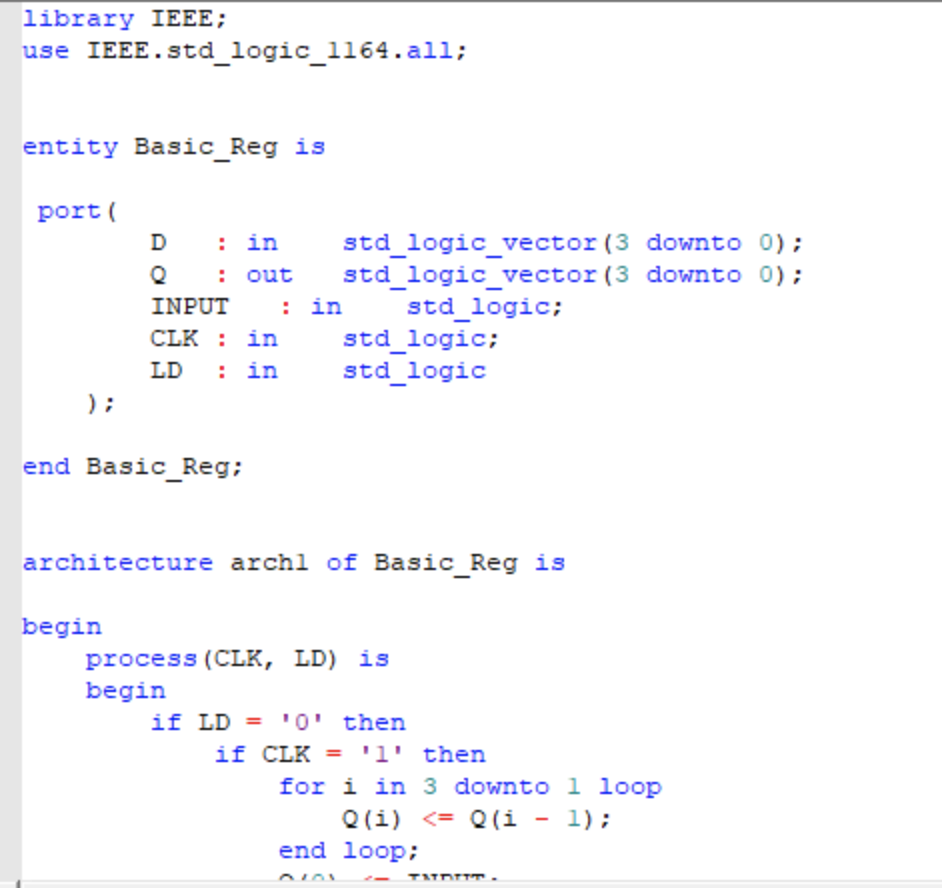 library IEEE;
use IEEE.std_logic_1164.all;
entity Basic_Reg is
port(
D : in std_logic_vector(3 downto 0);
Q : out std_logic_vector(3 downto 0);
INPUT : in std_logic;
CLK : in std_logic;
LD : in std_logic
);
end Basic_Reg;
architecture arch1 of Basic_Reg is
begin
process(CLK, LD) is
begin
if LD = '0' then
if CLK = '1' then
for i in 3 downto 1 loop
Q(i) <= Q(i - 1);
end loop;
Q(0) <= INPUT;